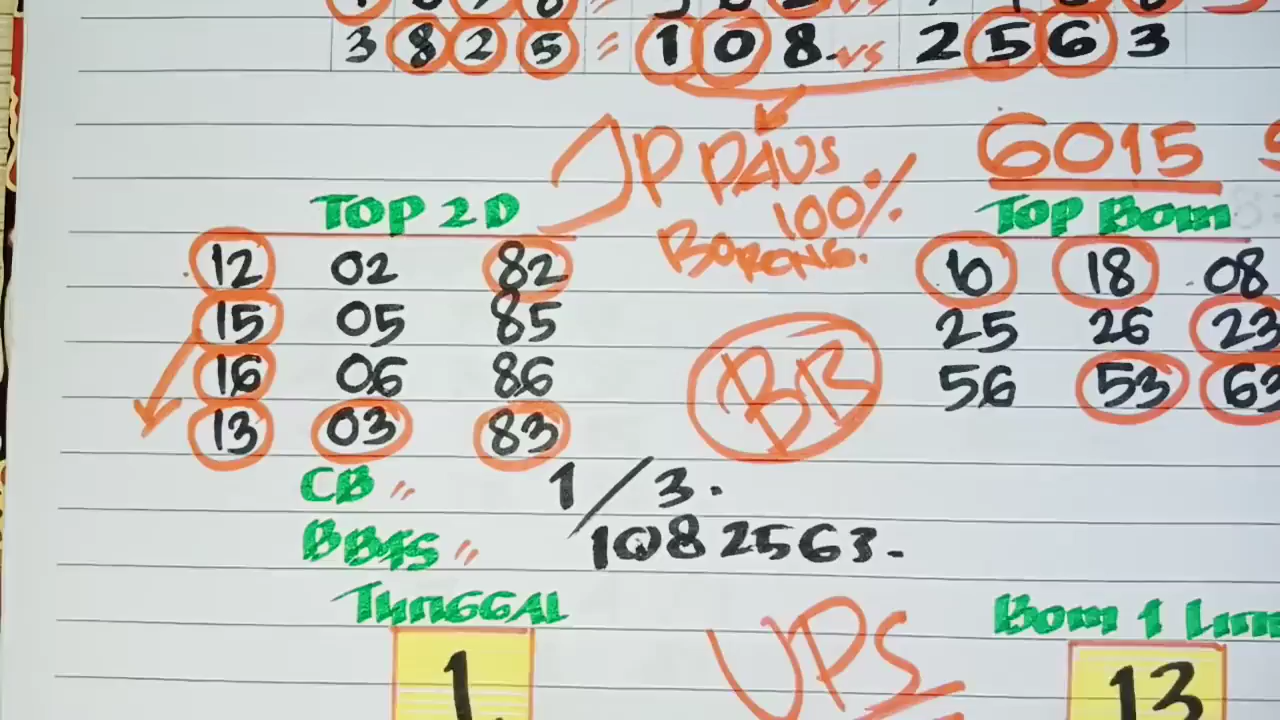 3 8 2 5 = 1 0 8 vs 2 5 6 3
JP PAUS
100%
BORONG.
6015
TOP 2D
12 02 82
15 05 85
16 06 86
13 03 83
TOP BOM
10 18 08
25 26 23
56 53 63
BB
CB " 1/3.
BBFS " 1082563.
TUNGGAL
1
UPS
BOM 1 LINE
13